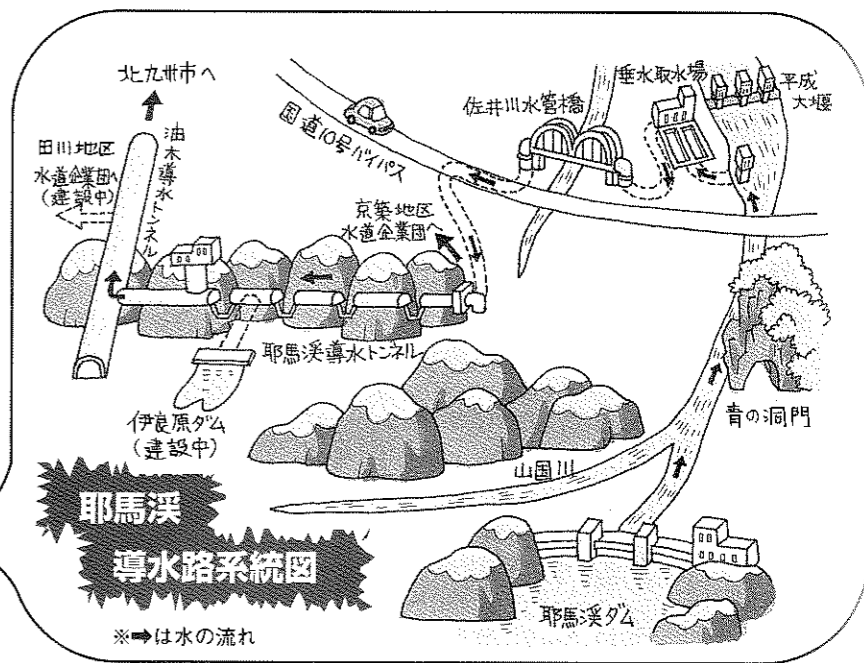 北九州市へ
田川地区
水道企業団へ
(建設中)
油木導水トンネル
国道10号バイパス
佐井川水管橋
垂水取水場
平成
大堰
京築地区
水道企業団へ
耶馬渓導水トンネル
伊良原ダム
(建設中)
青の洞門
山国川
耶馬渓
導水路系統図
耶馬渓ダム
※➡は水の流れ